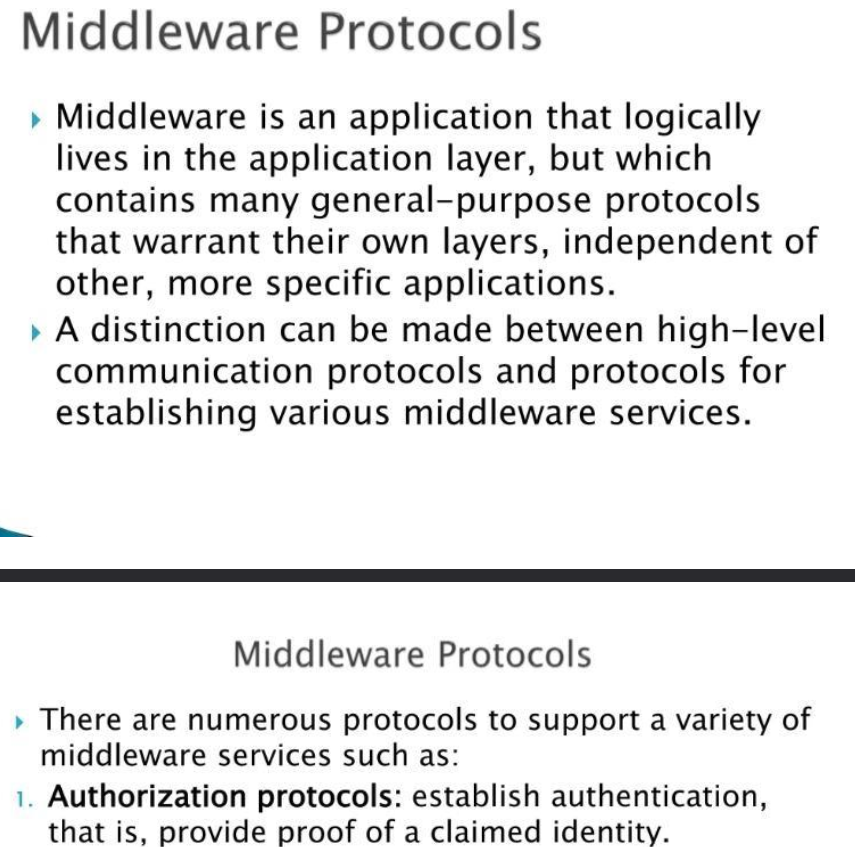 Middleware Protocols
Middleware is an application that logically
lives in the application layer, but which
contains many general-purpose protocols
that warrant their own layers, independent of
other, more specific applications.
A distinction can be made between high-level
communication protocols and protocols for
establishing various middleware services.
Middleware Protocols
There are numerous protocols to support a variety of
middleware services such as:
1. Authorization protocols: establish authentication,
that is, provide proof of a claimed identity.